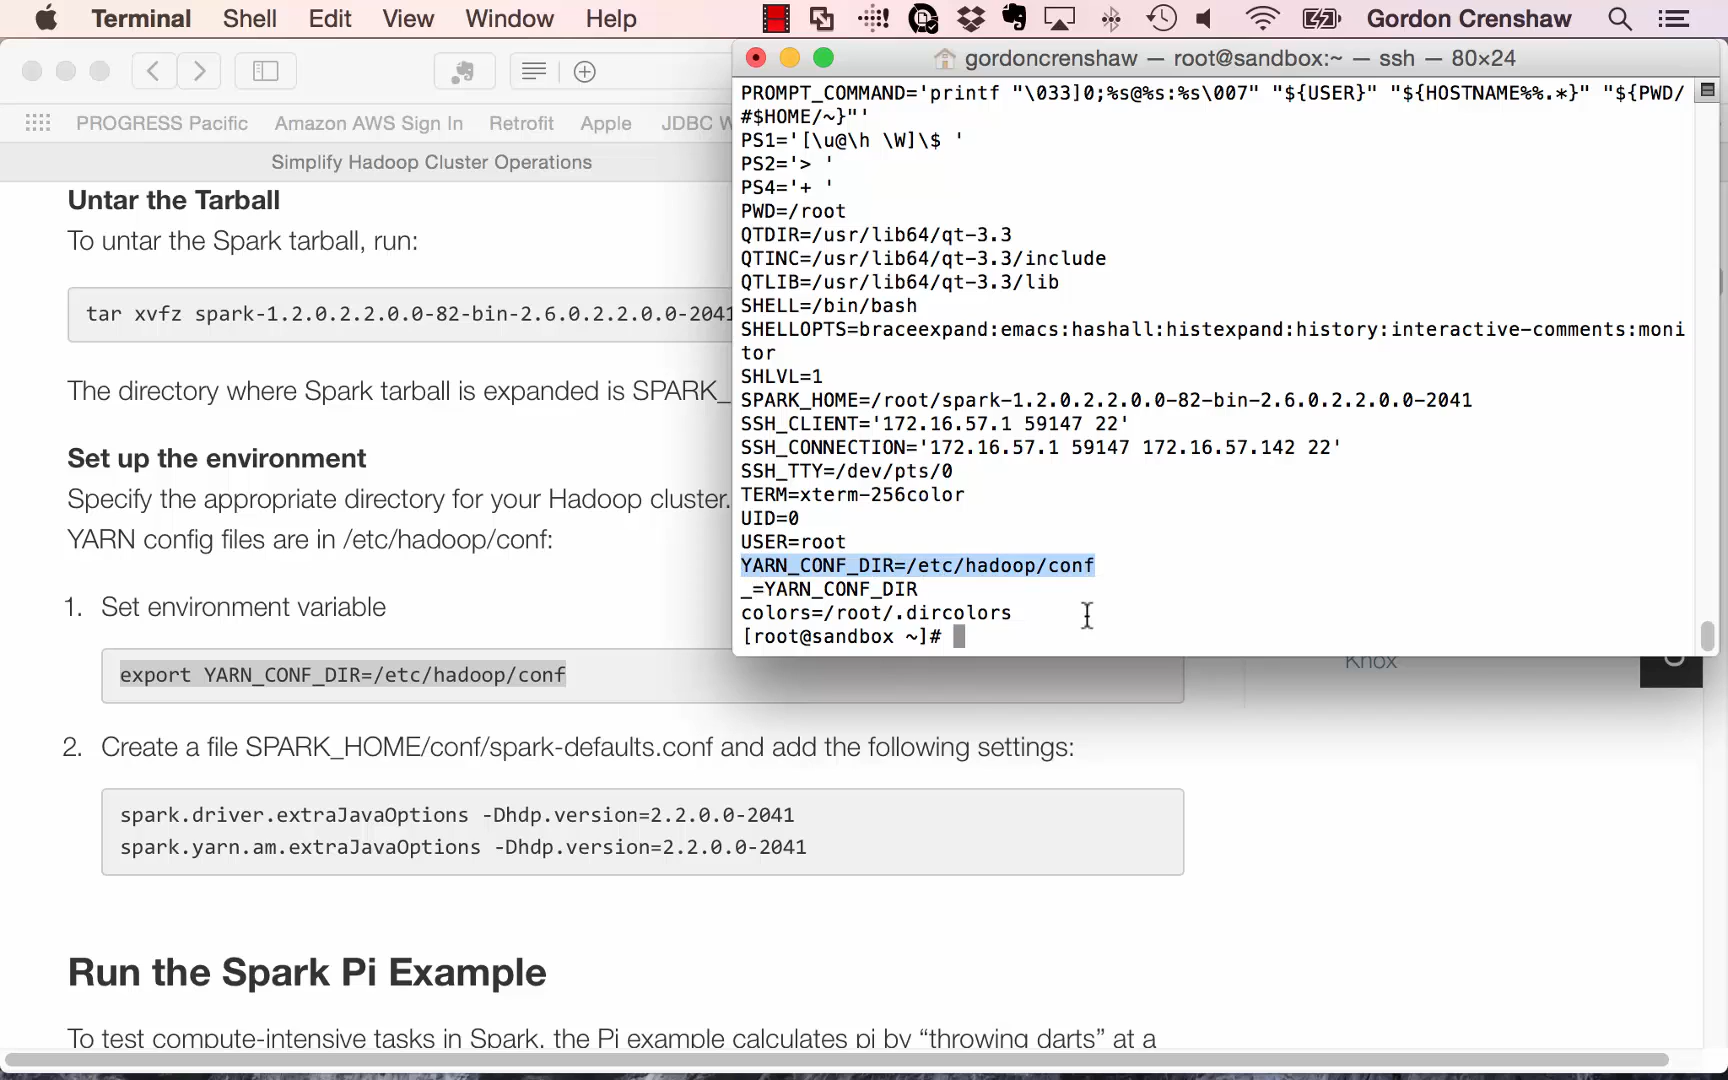 Terminal Shell Edit View Window Help Gordon Crenshaw
gordoncrenshaw — root@sandbox:~ — ssh — 80×24
PROGRESS Pacific Amazon AWS Sign In Retrofit Apple JDBC W
Simplify Hadoop Cluster Operations
Untar the Tarball
To untar the Spark tarball, run:
tar xvfz spark-1.2.0.2.2.0.0-82-bin-2.6.0.2.2.0.0-2041
The directory where Spark tarball is expanded is SPARK_
Set up the environment
Specify the appropriate directory for your Hadoop cluster.
YARN config files are in /etc/hadoop/conf:
1. Set environment variable
export YARN_CONF_DIR=/etc/hadoop/conf
2. Create a file SPARK_HOME/conf/spark-defaults.conf and add the following settings:
spark.driver.extraJavaOptions -Dhdp.version=2.2.0.0-2041
spark.yarn.am.extraJavaOptions -Dhdp.version=2.2.0.0-2041
Run the Spark Pi Example
To test compute-intensive tasks in Spark, the Pi example calculates pi by “throwing darts” at a
PROMPT_COMMAND='printf "\033]0;%s@%s:%s\007" "${USER}" "${HOSTNAME%%.*}" "${PWD/
#$HOME/~}"'
PS1='[\u@\h \W]\$ '
PS2='> '
PS4='+ '
PWD=/root
QTDIR=/usr/lib64/qt-3.3
QTINC=/usr/lib64/qt-3.3/include
QTLIB=/usr/lib64/qt-3.3/lib
SHELL=/bin/bash
SHELLOPTS=braceexpand:emacs:hashall:histexpand:history:interactive-comments:moni
tor
SHLVL=1
SPARK_HOME=/root/spark-1.2.0.2.2.0.0-82-bin-2.6.0.2.2.0.0-2041
SSH_CLIENT='172.16.57.1 59147 22'
SSH_CONNECTION='172.16.57.1 59147 172.16.57.142 22'
SSH_TTY=/dev/pts/0
TERM=xterm-256color
UID=0
USER=root
YARN_CONF_DIR=/etc/hadoop/conf
_=YARN_CONF_DIR
colors=/root/.dircolors
[root@sandbox ~]#
Knox